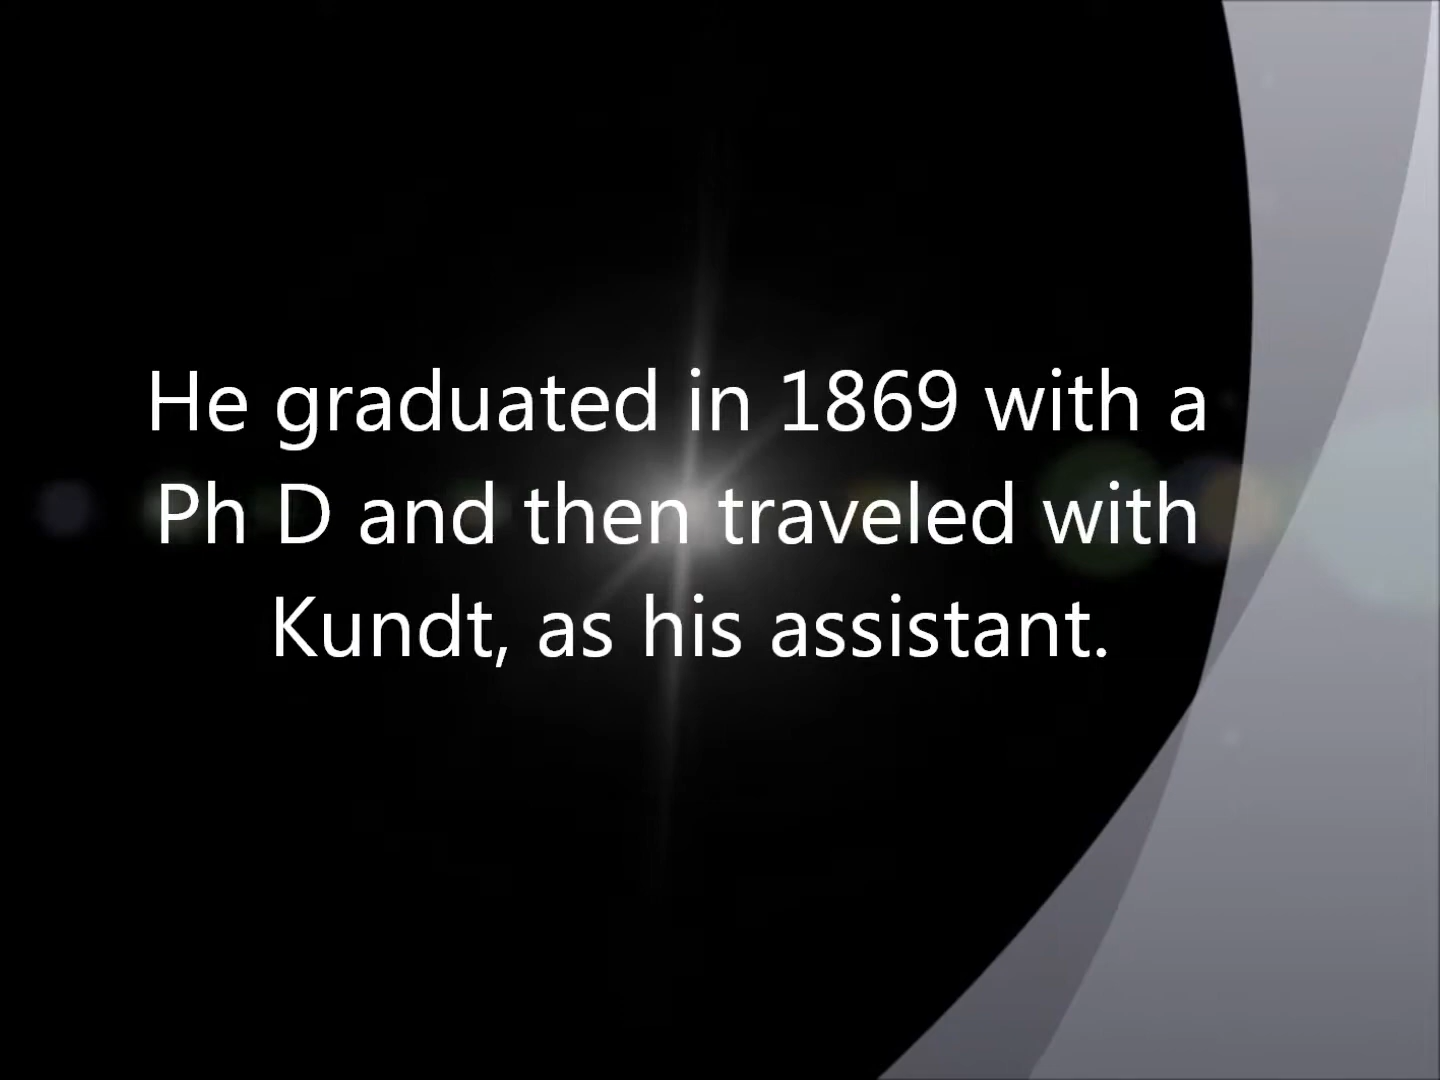 He graduated in 1869 with a
Ph D and then traveled with
Kundt, as his assistant.